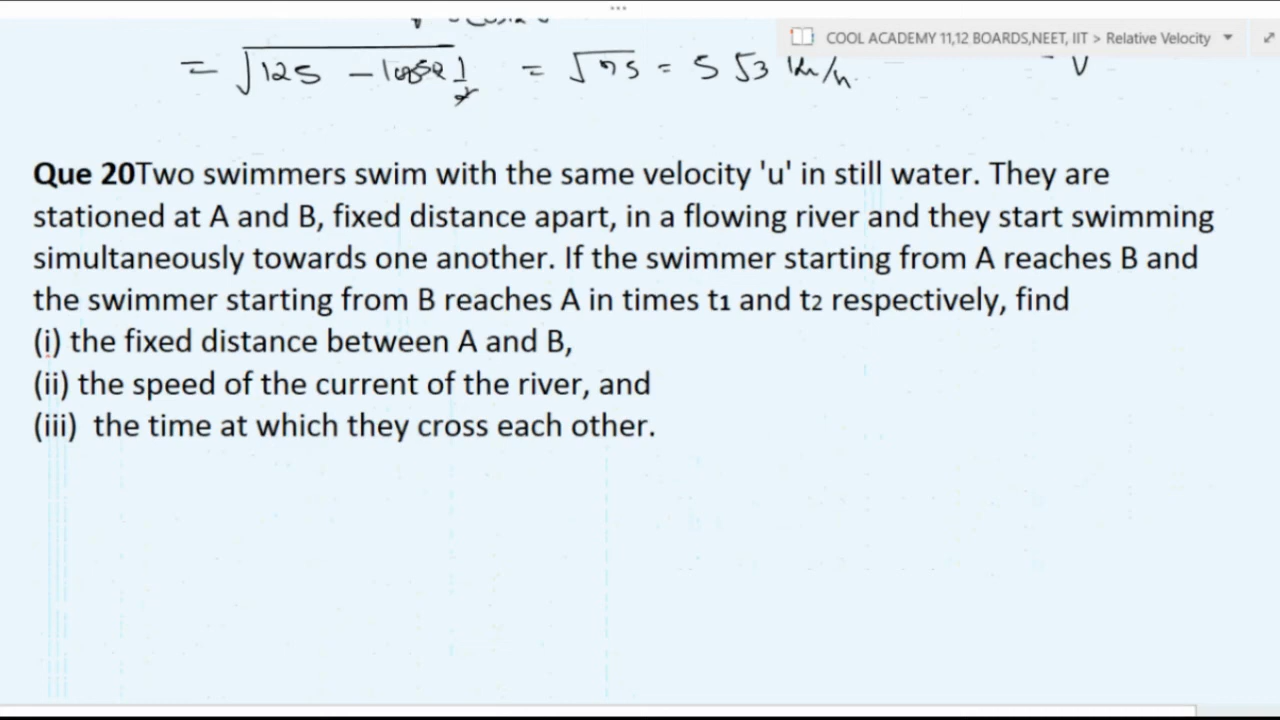 COOL ACADEMY 11,12 BOARDS,NEET, IIT > Relative Velocity
= √75 = 5 √3 km/h.
Que 20Two swimmers swim with the same velocity 'u' in still water. They are
stationed at A and B, fixed distance apart, in a flowing river and they start swimming
simultaneously towards one another. If the swimmer starting from A reaches B and
the swimmer starting from B reaches A in times t1 and t2 respectively, find
(i) the fixed distance between A and B,
(ii) the speed of the current of the river, and
(iii) the time at which they cross each other.